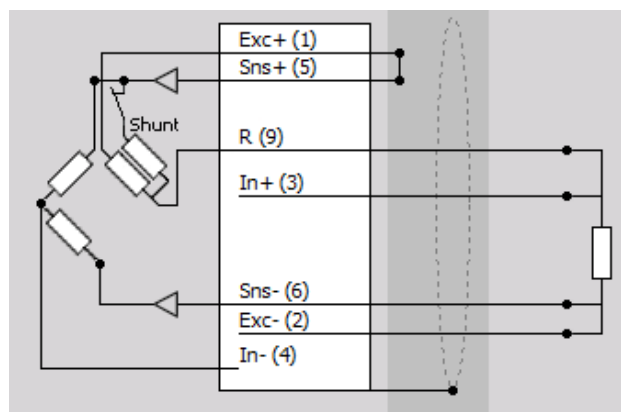 Exc+ (1)
Sns+ (5)
Shunt
R (9)
In+ (3)
Sns- (6)
Exc- (2)
In- (4)